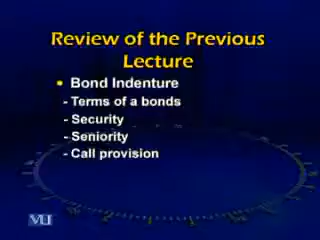 Review of the Previous
Lecture
• Bond Indenture
- Terms of a bonds
- Security
- Seniority
- Call provision
VU